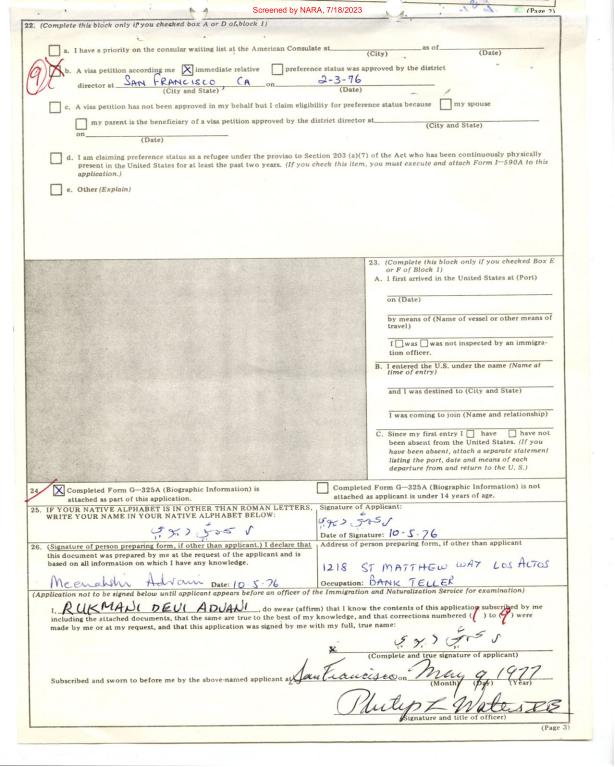 Screened by NARA, 7/18/2023
(Page 2)
22. (Complete this block only if you checked box A or D of block 1)
a. I have a priority on the consular waiting list at the American Consulate at as of
(City) (Date)
9 X b. A visa petition according me X immediate relative preference status was approved by the district
director at SAN FRANCISCO, CA on 2-3-76
(City and State) (Date)
c. A visa petition has not been approved in my behalf but I claim eligibility for preference status because my spouse
my parent is the beneficiary of a visa petition approved by the district director at
(City and State)
on
(Date)
d. I am claiming preference status as a refugee under the proviso to Section 203 (a)(7) of the Act who has been continuously physically
present in the United States for at least the past two years. (If you check this item, you must execute and attach Form I-590A to this
application.)
e. Other (Explain)
23. (Complete this block only if you checked Box E
or F of Block 1)
A. I first arrived in the United States at (Port)
on (Date)
by means of (Name of vessel or other means of
travel)
I was was not inspected by an immigra-
tion officer.
B. I entered the U.S. under the name (Name at
time of entry)
and I was destined to (City and State)
I was coming to join (Name and relationship)
C. Since my first entry I have have not
been absent from the United States. (If you
have been absent, attach a separate statement
listing the port, date and means of each
departure from and return to the U. S.)
24. X Completed Form G-325A (Biographic Information) is
attached as part of this application.
Completed Form G-325A (Biographic Information) is not
attached as applicant is under 14 years of age.
25. IF YOUR NATIVE ALPHABET IS IN OTHER THAN ROMAN LETTERS,
WRITE YOUR NAME IN YOUR NATIVE ALPHABET BELOW:
Signature of Applicant:
Date of Signature: 10-5-76
26. (Signature of person preparing form, if other than applicant.) I declare that
this document was prepared by me at the request of the applicant and is
based on all information on which I have any knowledge.
Meenakshi Advani Date: 10-5-76
Address of person preparing form, if other than applicant
1218 ST MATTHEW WAY LOS ALTOS
Occupation: BANK TELLER
(Application not to be signed below until applicant appears before an officer of the Immigration and Naturalization Service for examination)
I, RUKMANI DEVI ADVANI, do swear (affirm) that I know the contents of this application subscribed by me
including the attached documents, that the same are true to the best of my knowledge, and that corrections numbered (1) to (9) were
made by me or at my request, and that this application was signed by me with my full, true name:
x
(Complete and true signature of applicant)
Subscribed and sworn to before me by the above-named applicant at San Francisco on May 9, 1977
(Month) (Day) (Year)
Philip L Waters
(Signature and title of officer)
(Page 3)